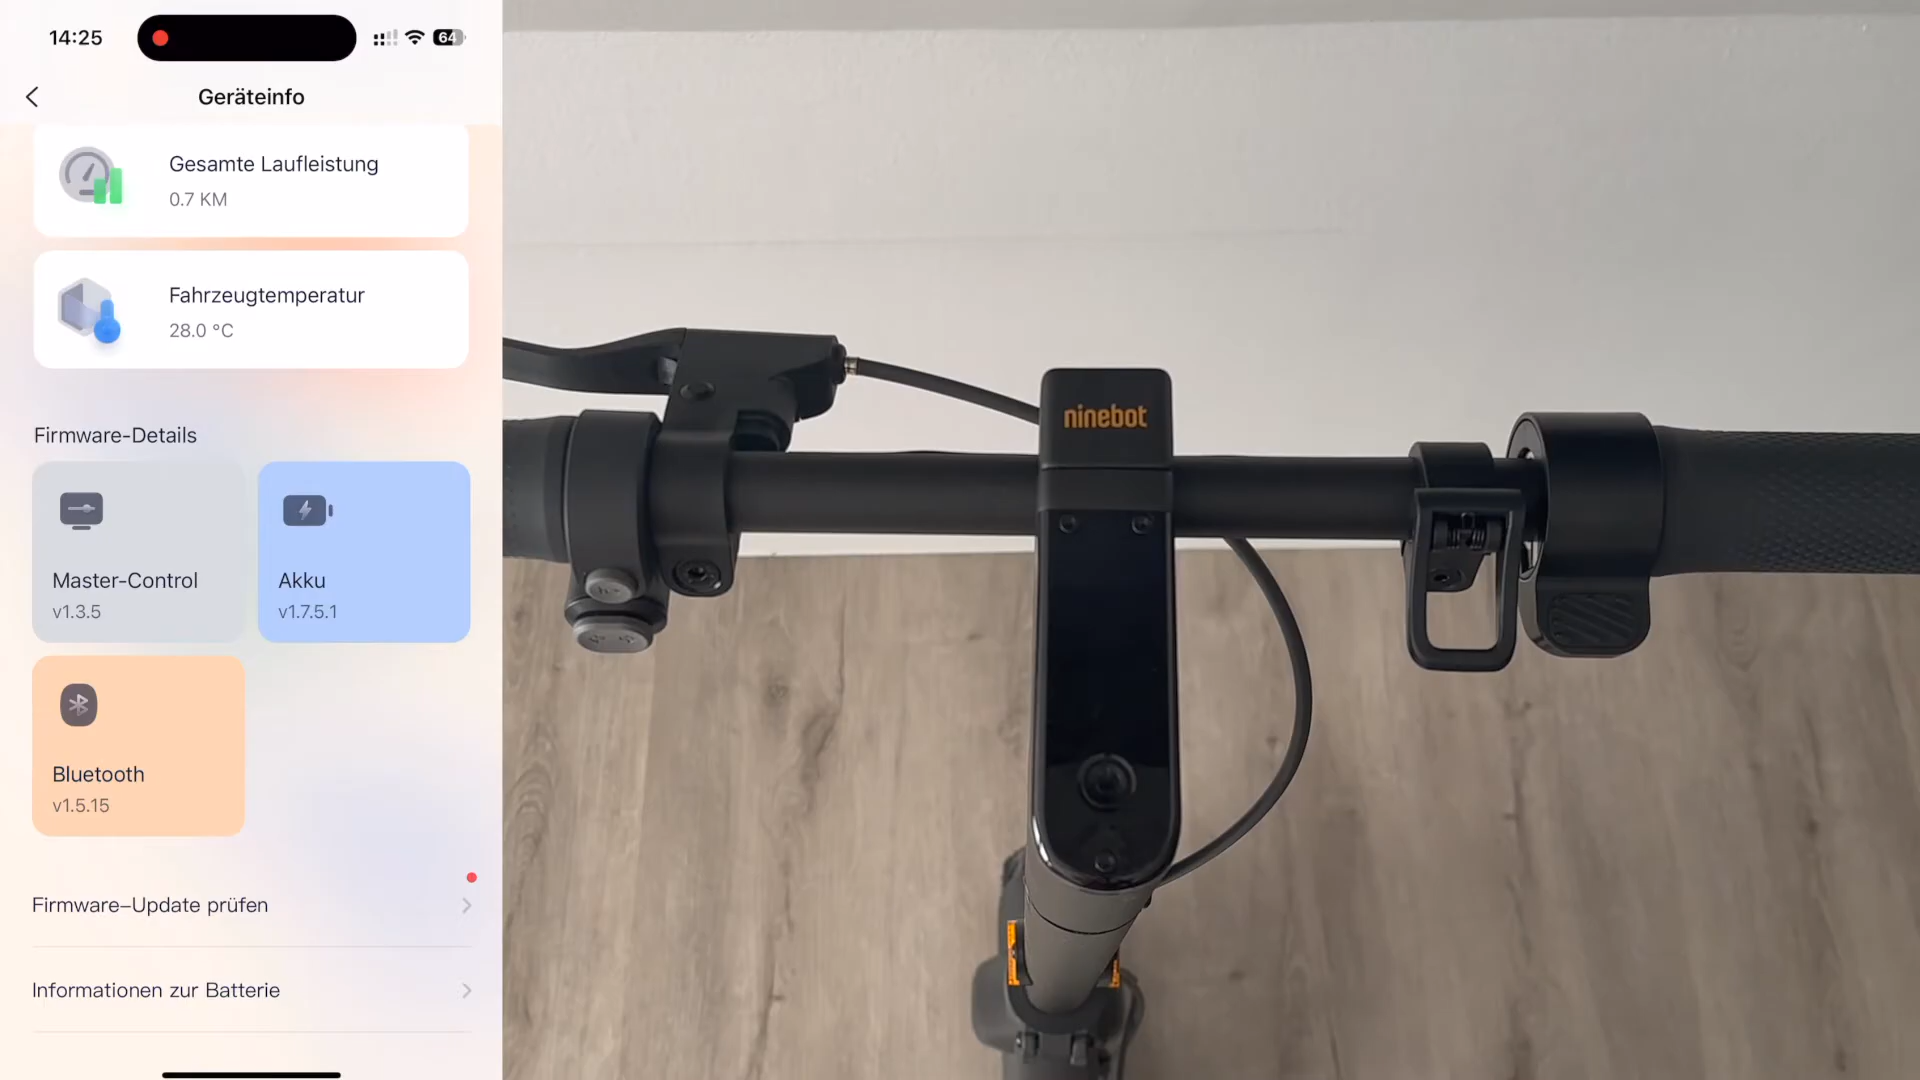 14:25
64
Geräteinfo
Gesamte Laufleistung
0.7 KM
Fahrzeugtemperatur
28.0 °C
Firmware-Details
Master-Control
v1.3.5
Akku
v1.7.5.1
Bluetooth
v1.5.15
Firmware-Update prüfen
Informationen zur Batterie
ninebot